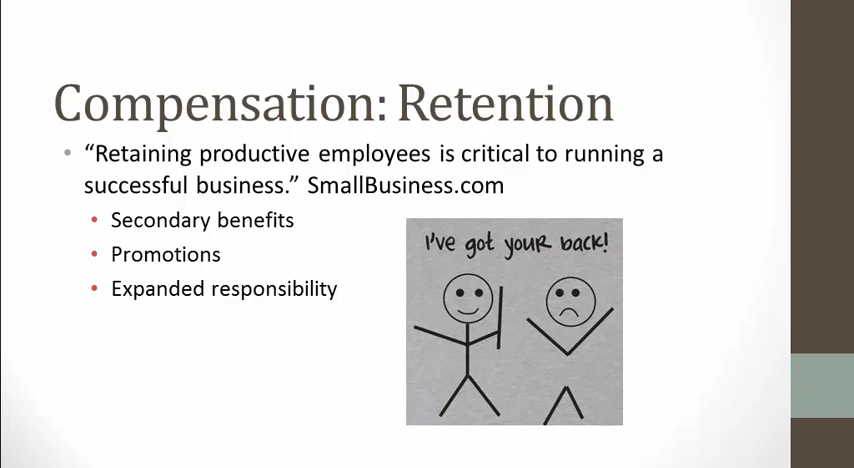 Compensation: Retention
“Retaining productive employees is critical to running a
successful business.” SmallBusiness.com
Secondary benefits
Promotions
Expanded responsibility
I've got youR back!